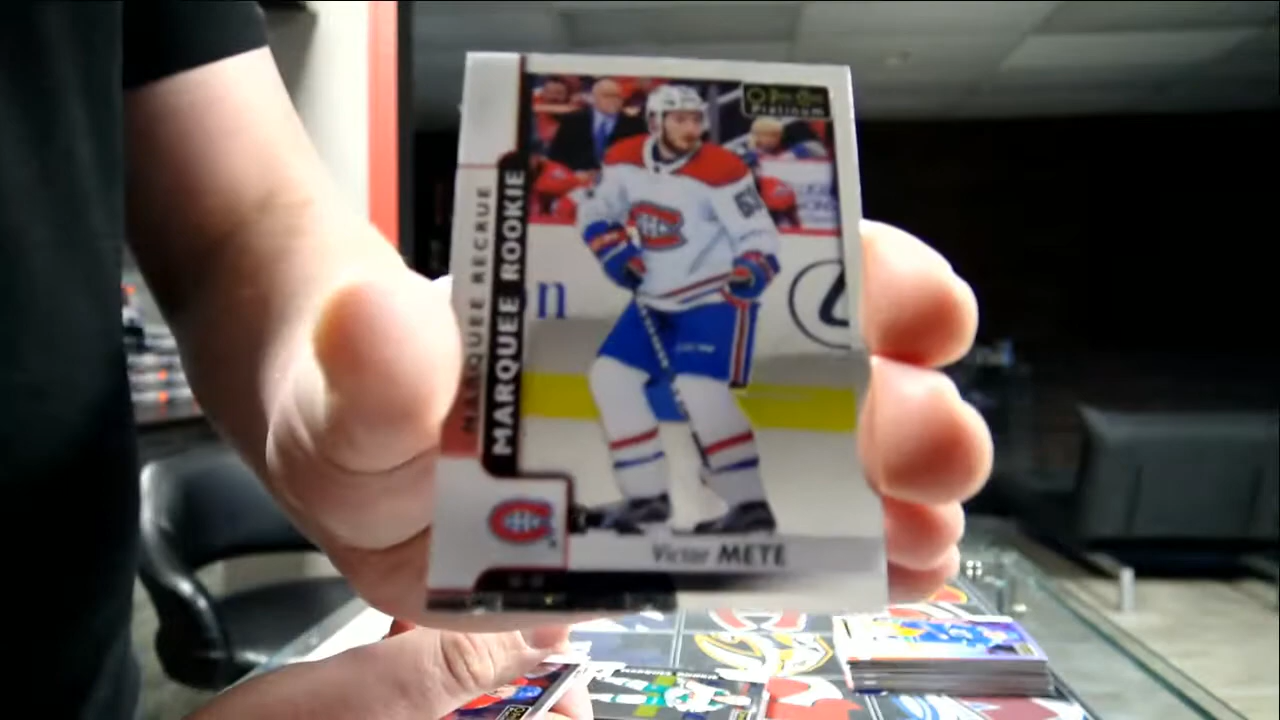 O-Pee-Chee
Platinum
MARQUEE RECRUE
MARQUEE ROOKIE
n
Victor METE